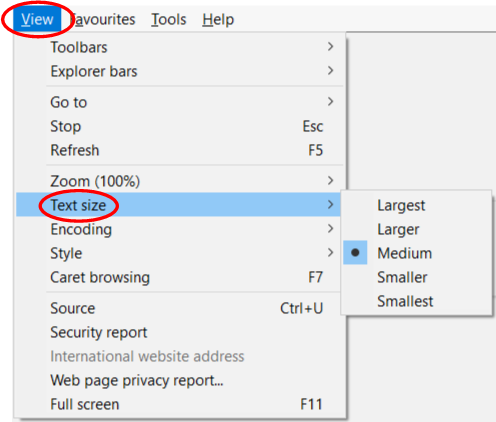 View Favourites Tools Help
Toolbars
Explorer bars
Go to
Stop Esc
Refresh F5
Zoom (100%)
Text size
Largest
Encoding
Larger
Style
Medium
Caret browsing F7
Smaller
Source Ctrl+U
Smallest
Security report
International website address
Web page privacy report...
Full screen F11